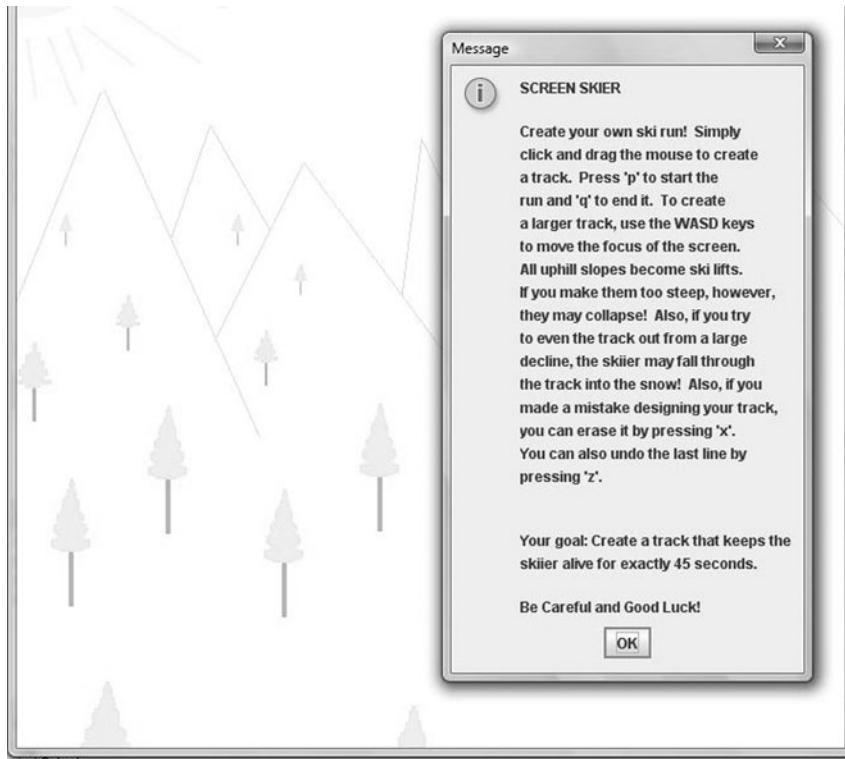 Message
SCREEN SKIER
Create your own ski run! Simply
click and drag the mouse to create
a track. Press 'p' to start the
run and 'q' to end it. To create
a larger track, use the WASD keys
to move the focus of the screen.
All uphill slopes become ski lifts.
If you make them too steep, however,
they may collapse! Also, if you try
to even the track out from a large
decline, the skiier may fall through
the track into the snow! Also, if you
made a mistake designing your track,
you can erase it by pressing 'x'.
You can also undo the last line by
pressing 'z'.
Your goal: Create a track that keeps the
skiier alive for exactly 45 seconds.
Be Careful and Good Luck!
OK